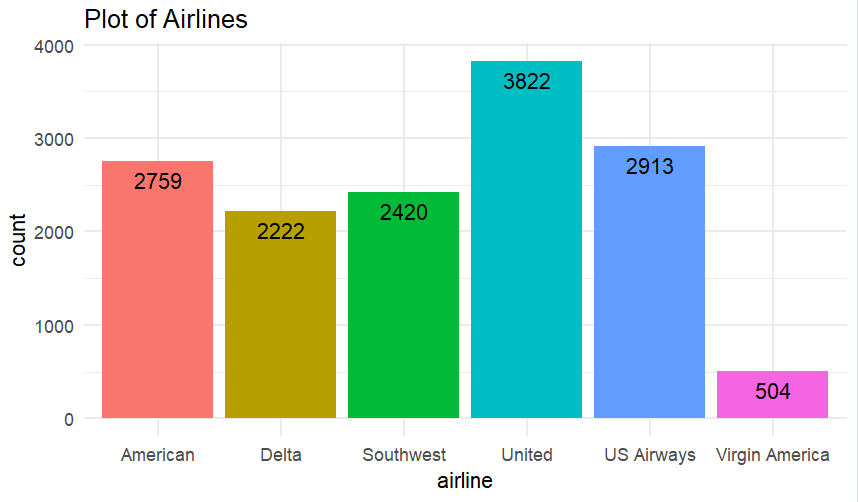 Plot of Airlines
4000
3000
2000
1000
0
count
2759
2222
2420
3822
2913
504
American
Delta
Southwest
United
US Airways
Virgin America
airline